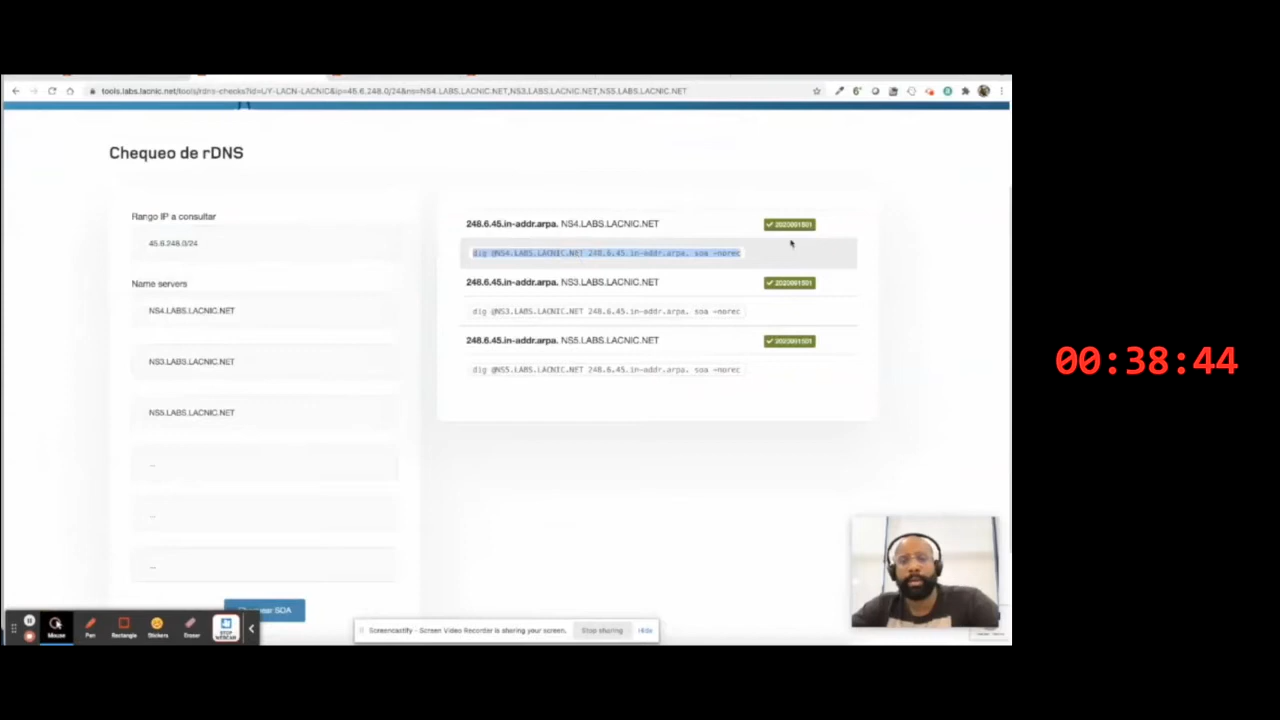 tools.labs.lacnic.net/tools/rdns-checks?id=UY-LACN-LACNIC&ip=45.6.248.0/24&ns=NS4.LABS.LACNIC.NET,NS3.LABS.LACNIC.NET,NS5.LABS.LACNIC.NET
Chequeo de rDNS
Rango IP a consultar
45.6.248.0/24
Name servers
NS4.LABS.LACNIC.NET
NS3.LABS.LACNIC.NET
NS5.LABS.LACNIC.NET
...
...
...
SOA
248.6.45.in-addr.arpa. NS4.LABS.LACNIC.NET
dig @NS4.LABS.LACNIC.NET 248.6.45.in-addr.arpa. soa +norec
248.6.45.in-addr.arpa. NS3.LABS.LACNIC.NET
dig @NS3.LABS.LACNIC.NET 248.6.45.in-addr.arpa. soa +norec
248.6.45.in-addr.arpa. NS5.LABS.LACNIC.NET
dig @NS5.LABS.LACNIC.NET 248.6.45.in-addr.arpa. soa +norec
00:38:44
Mouse
Pen
Rectangle
Stickers
Eraser
STOP WEBCAM
Screencastify - Screen Video Recorder is sharing your screen.
Stop sharing
Hide